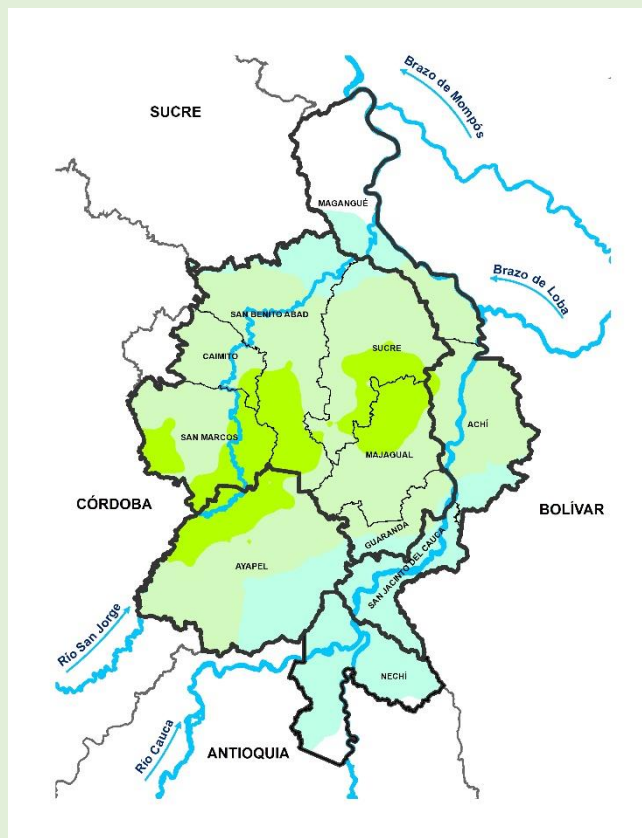 Brazo de Mompós
SUCRE
MAGANGUÉ
Brazo de Loba
SAN BENITO ABAD
SUCRE
CAIMITO
ACHÍ
SAN MARCOS
MAJAGUAL
CÓRDOBA
BOLÍVAR
GUARANDA
AYAPEL
SAN JACINTO DEL CAUCA
Río San Jorge
NECHÍ
Río Cauca
ANTIOQUIA